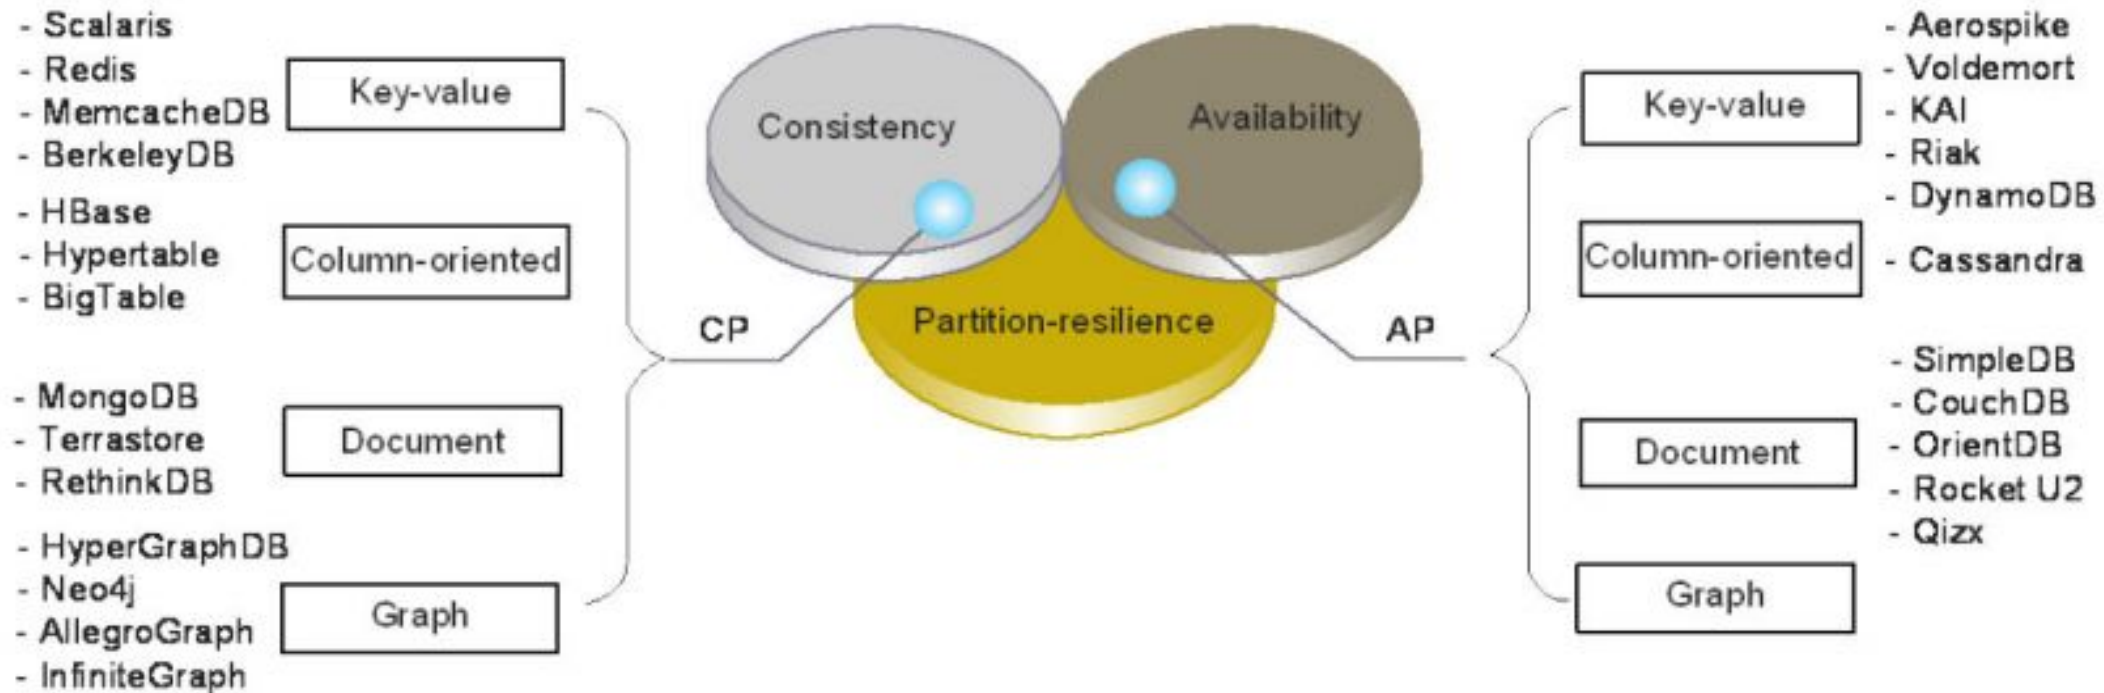 - Scalaris
- Redis
- MemcacheDB
- BerkeleyDB
Key-value
- HBase
- Hypertable
- BigTable
Column-oriented
- MongoDB
- Terrastore
- RethinkDB
Document
- HyperGraphDB
- Neo4j
- AllegroGraph
- InfiniteGraph
Graph
CP
Consistency
Availability
Partition-resilience
AP
Key-value
- Aerospike
- Voldemort
- KAI
- Riak
- DynamoDB
Column-oriented
- Cassandra
Document
- SimpleDB
- CouchDB
- OrientDB
- Rocket U2
- Qizx
Graph